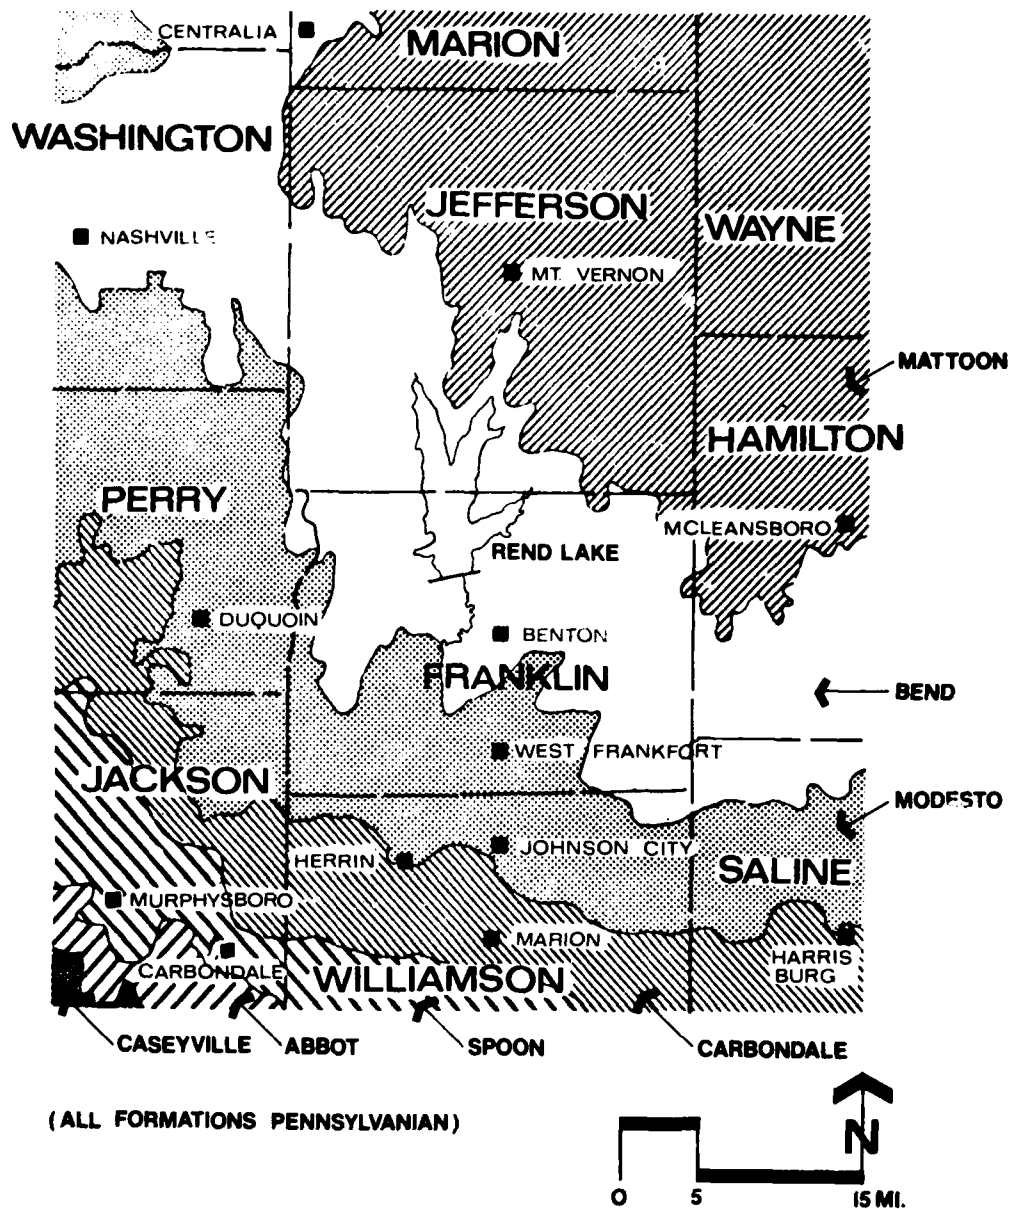 CENTRALIA
MARION
WASHINGTON
JEFFERSON
WAYNE
NASHVILLE
MT. VERNON
MATTOON
HAMILTON
PERRY
MCLEANSBORO
REND LAKE
DUQUOIN
BENTON
FRANKLIN
BEND
WEST FRANKFORT
JACKSON
MODESTO
HERRIN
JOHNSON CITY
SALINE
MURPHYSBORO
MARION
HARRIS
BURG
CARBONDALE
WILLIAMSON
CASEYVILLE
ABBOT
SPOON
CARBONDALE
(ALL FORMATIONS PENNSYLVANIAN)
N
0 5 15 MI.